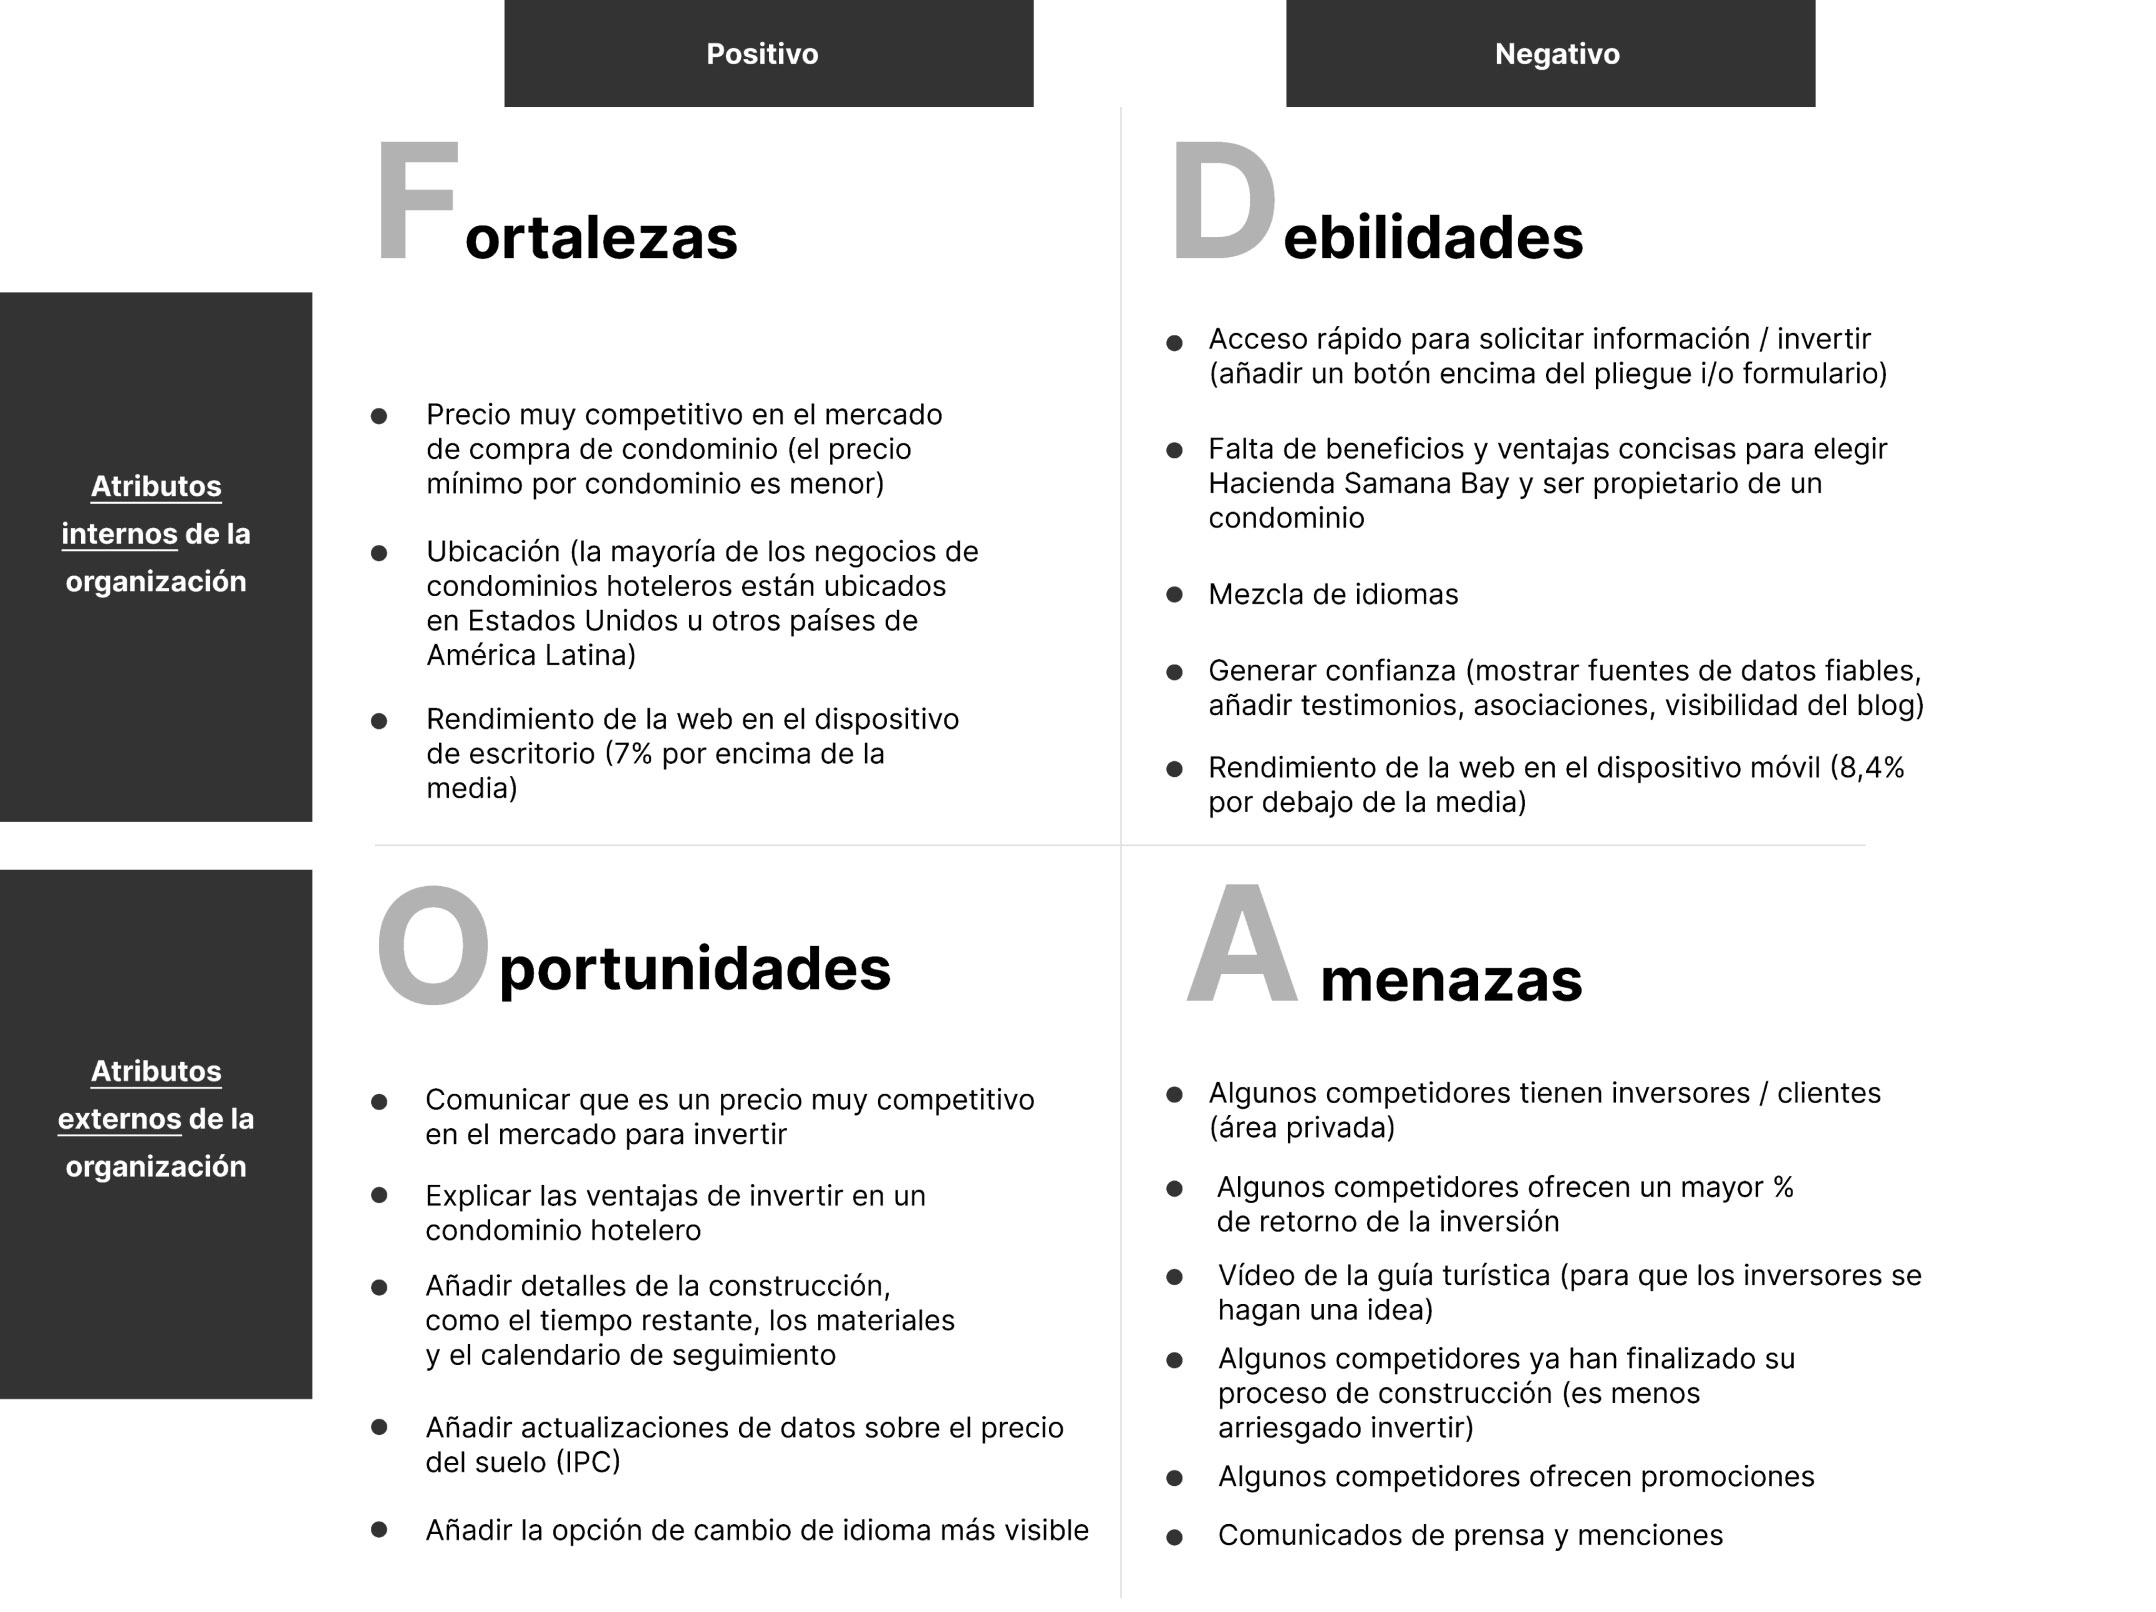 Positivo
Negativo
Fortalezas
Debilidades
Atributos
internos de la
organización
Precio muy competitivo en el mercado
de compra de condominio (el precio
mínimo por condominio es menor)
Ubicación (la mayoría de los negocios de
condominios hoteleros están ubicados
en Estados Unidos u otros países de
América Latina)
Rendimiento de la web en el dispositivo
de escritorio (7% por encima de la
media)
Acceso rápido para solicitar información / invertir
(añadir un botón encima del pliegue i/o formulario)
Falta de beneficios y ventajas concisas para elegir
Hacienda Samana Bay y ser propietario de un
condominio
Mezcla de idiomas
Generar confianza (mostrar fuentes de datos fiables,
añadir testimonios, asociaciones, visibilidad del blog)
Rendimiento de la web en el dispositivo móvil (8,4%
por debajo de la media)
Oportunidades
Amenazas
Atributos
externos de la
organización
Comunicar que es un precio muy competitivo
en el mercado para invertir
Explicar las ventajas de invertir en un
condominio hotelero
Añadir detalles de la construcción,
como el tiempo restante, los materiales
y el calendario de seguimiento
Añadir actualizaciones de datos sobre el precio
del suelo (IPC)
Añadir la opción de cambio de idioma más visible
Algunos competidores tienen inversores / clientes
(área privada)
Algunos competidores ofrecen un mayor %
de retorno de la inversión
Vídeo de la guía turística (para que los inversores se
hagan una idea)
Algunos competidores ya han finalizado su
proceso de construcción (es menos
arriesgado invertir)
Algunos competidores ofrecen promociones
Comunicados de prensa y menciones